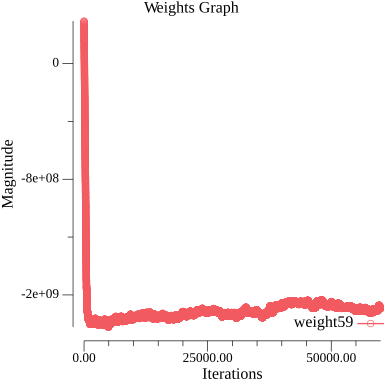 Weights Graph
0
-8e+08
-2e+09
Magnitude
weight59
0.00 25000.00 50000.00
Iterations